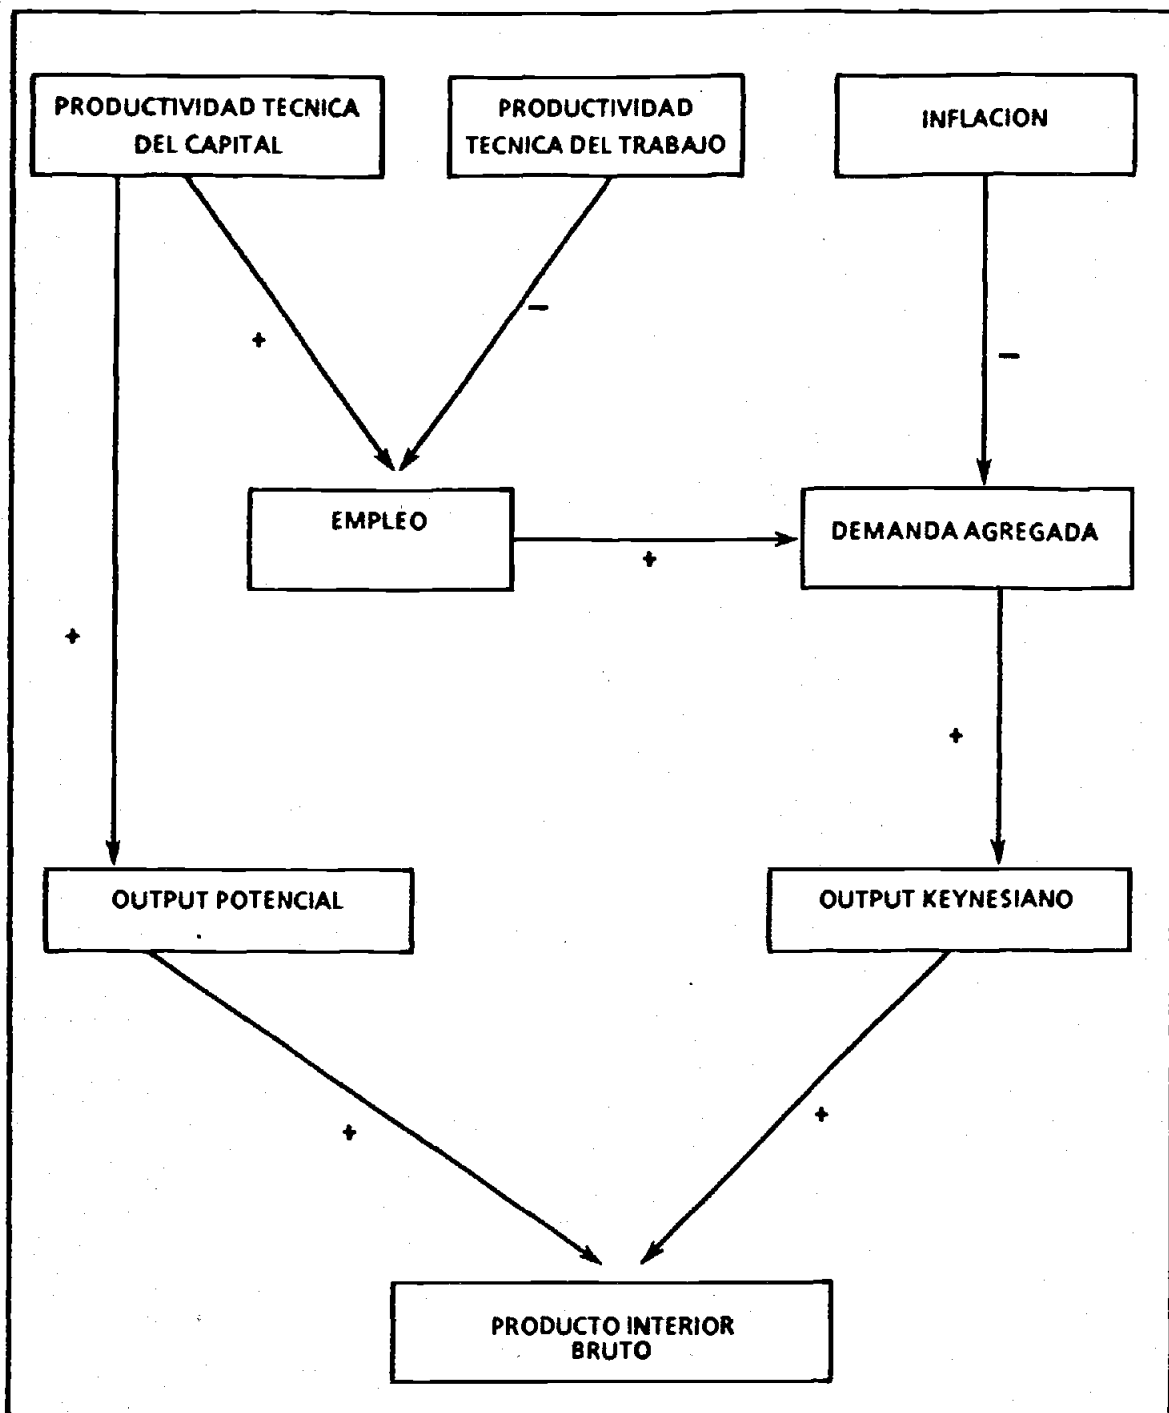 PRODUCTIVIDAD TECNICA
DEL CAPITAL
PRODUCTIVIDAD
TECNICA DEL TRABAJO
INFLACION
+
−
−
EMPLEO
DEMANDA AGREGADA
+
+
+
OUTPUT POTENCIAL
OUTPUT KEYNESIANO
+
+
PRODUCTO INTERIOR
BRUTO